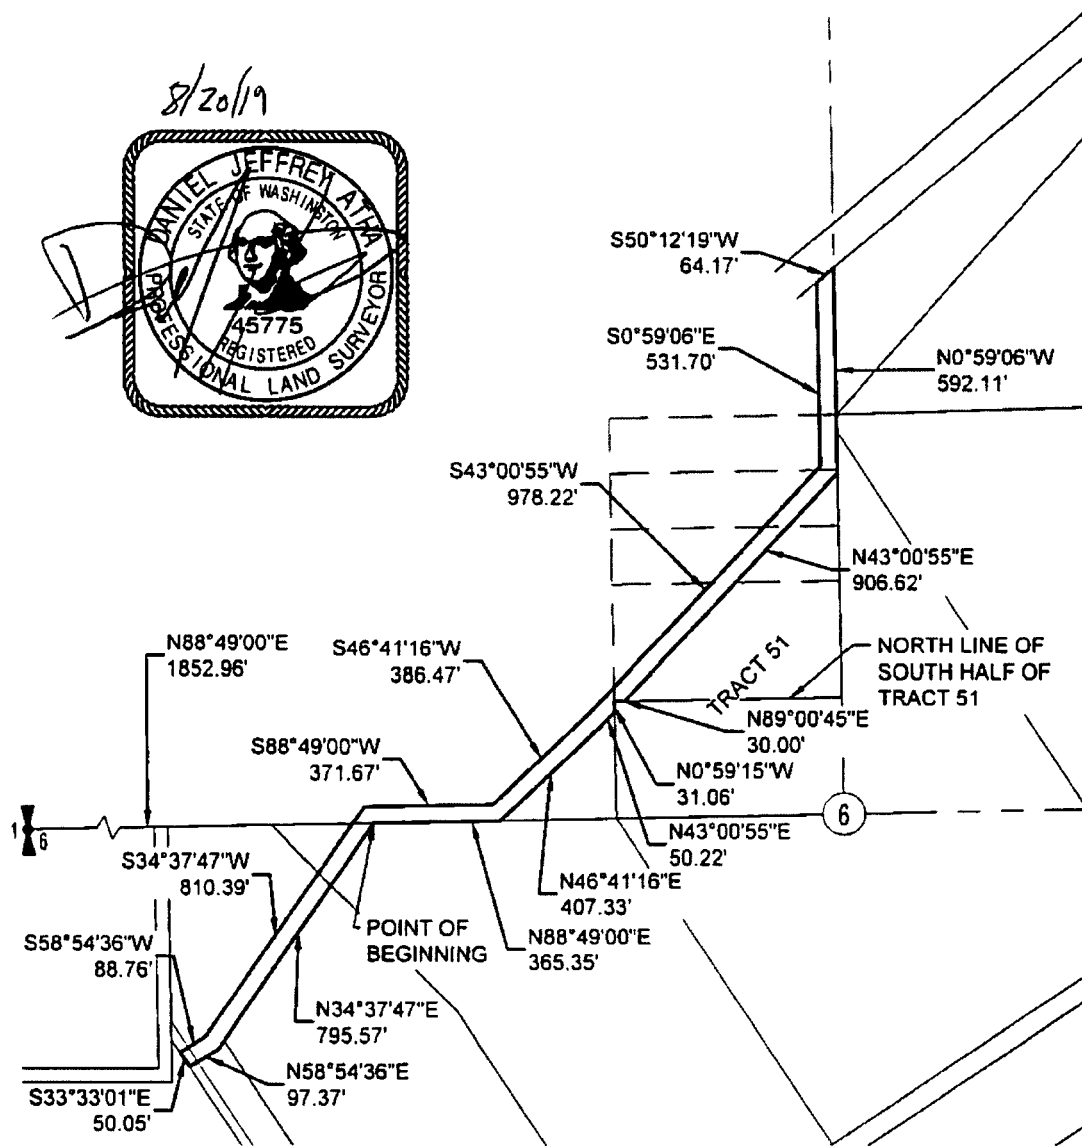 8/20/19
DANIEL JEFFREY ATHA
STATE OF WASHINGTON
45775
REGISTERED
PROFESSIONAL LAND SURVEYOR
S50°12'19"W
64.17'
S0°59'06"E
531.70'
N0°59'06"W
592.11'
S43°00'55"W
978.22'
N43°00'55"E
906.62'
N88°49'00"E
1852.96'
S46°41'16"W
386.47'
TRACT 51
NORTH LINE OF
SOUTH HALF OF
TRACT 51
N89°00'45"E
30.00'
S88°49'00"W
371.67'
N0°59'15"W
31.06'
1
6
6
N43°00'55"E
50.22'
S34°37'47"W
810.39'
N46°41'16"E
407.33'
POINT OF
BEGINNING
N88°49'00"E
365.35'
S58°54'36"W
88.76'
N34°37'47"E
795.57'
N58°54'36"E
97.37'
S33°33'01"E
50.05'